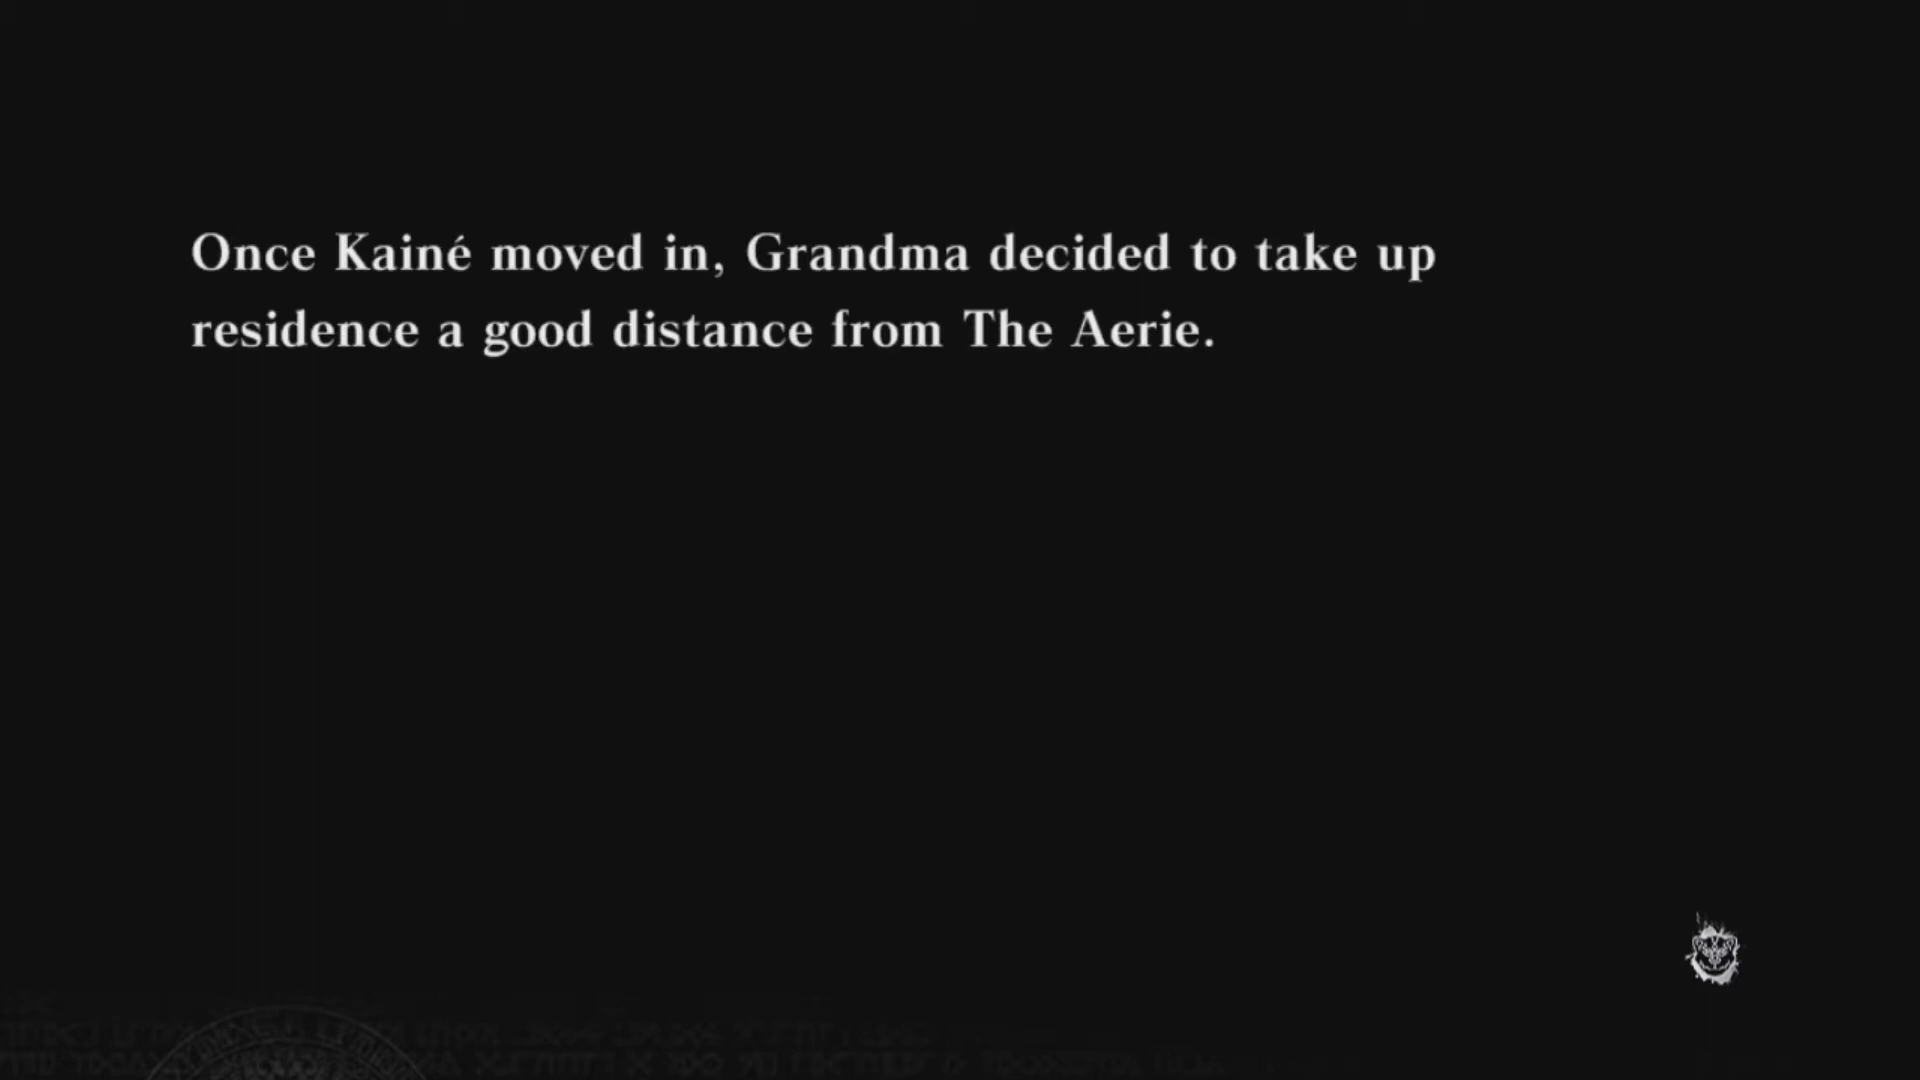 Once Kainé moved in, Grandma decided to take up
residence a good distance from The Aerie.